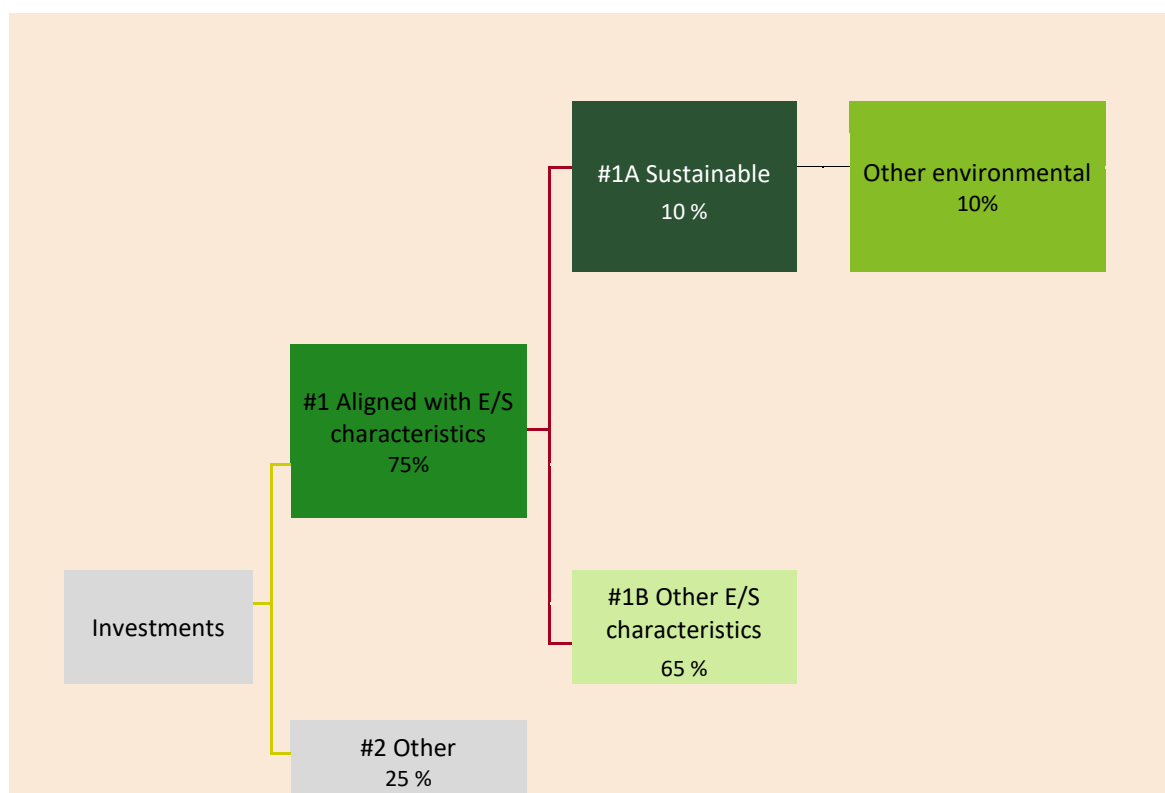 #1A Sustainable
10 %
Other environmental
10%
#1 Aligned with E/S
characteristics
75%
#1B Other E/S
characteristics
65 %
Investments
#2 Other
25 %